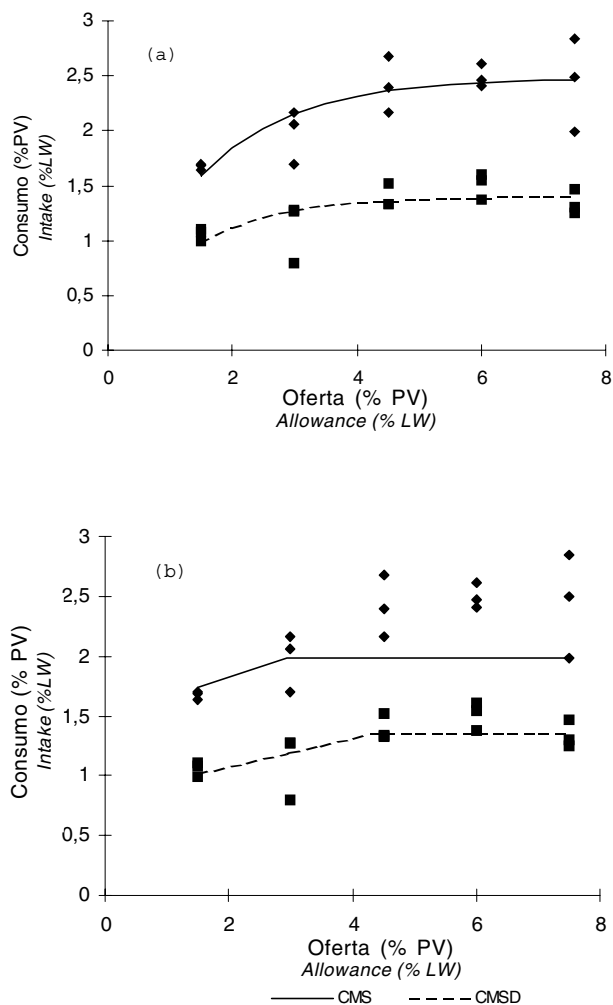 3
(a)
2,5
2
1,5
1
0,5
0
Consumo (%PV)
Intake (%LW)
0 2 4 6 8
Oferta (% PV)
Allowance (% LW)
3
(b)
2,5
2
1,5
1
0,5
0
Consumo (% PV)
Intake (%LW)
0 2 4 6 8
Oferta (% PV)
Allowance (% LW)
CMS CMSD